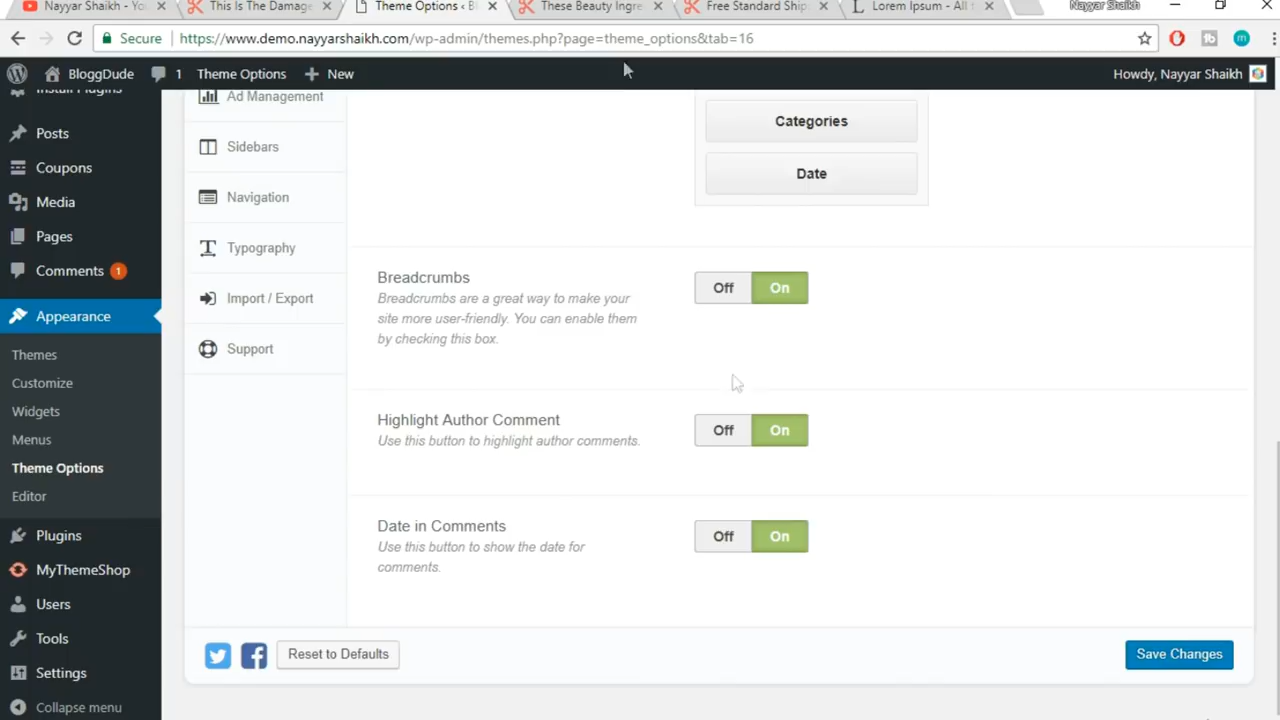 Nayyar Shaikh - Yo
This Is The Damage
Theme Options ‹ Bl
These Beauty Ingre
Free Standard Ship
Lorem Ipsum - All t
Nayyar Shaikh
Secure
https://www.demo.nayyarshaikh.com/wp-admin/themes.php?page=theme_options&tab=16
BloggDude
1
Theme Options
New
Howdy, Nayyar Shaikh
Install Plugins
Posts
Coupons
Media
Pages
Comments 1
Appearance
Themes
Customize
Widgets
Menus
Theme Options
Editor
Plugins
MyThemeShop
Users
Tools
Settings
Collapse menu
Ad Management
Sidebars
Navigation
Typography
Import / Export
Support
Categories
Date
Breadcrumbs
Breadcrumbs are a great way to make your
site more user-friendly. You can enable them
by checking this box.
Off On
Highlight Author Comment
Use this button to highlight author comments.
Off On
Date in Comments
Use this button to show the date for
comments.
Off On
Reset to Defaults
Save Changes